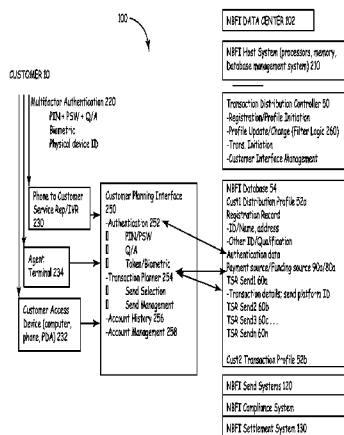 100
CUSTOMER 10
Multifactor Authentication 220
PIN + PSW + Q/A
Biometric
Physical device ID
Phone to Customer
Service Rep/IVR
230
Agent
Terminal 234
Customer Access
Device (computer,
phone, PDA) 232
Customer Planning Interface
250
-Authentication 252
PIN/PSW
Q/A
Token/Biometric
-Transaction Planner 254
Send Selection
Send Management
-Account History 256
-Account Management 258
NBFI DATA CENTER 102
NBFI Host System (processors, memory,
Database management system) 210
Transaction Distribution Controller 50
-Registration/Profile Initiation
-Profile Update/Change (Filter Logic 260)
-Trans. Initiation
-Customer Interface Management
NBFI Database 54
Cust1 Distribution Profile 52a
Registration Record
-ID/Name, address
-Other ID/Qualification
Authentication data
Payment source/Funding source 90a/80a
TSR Send1 60a
-Transaction details; send platform ID
TSR Send2 60b
TSR Send3 60c...
TSR Sendn 60n
Cust2 Transaction Profile 52b
NBFI Send Systems 120
NBFI Compliance System
NBFI Settlement System 130